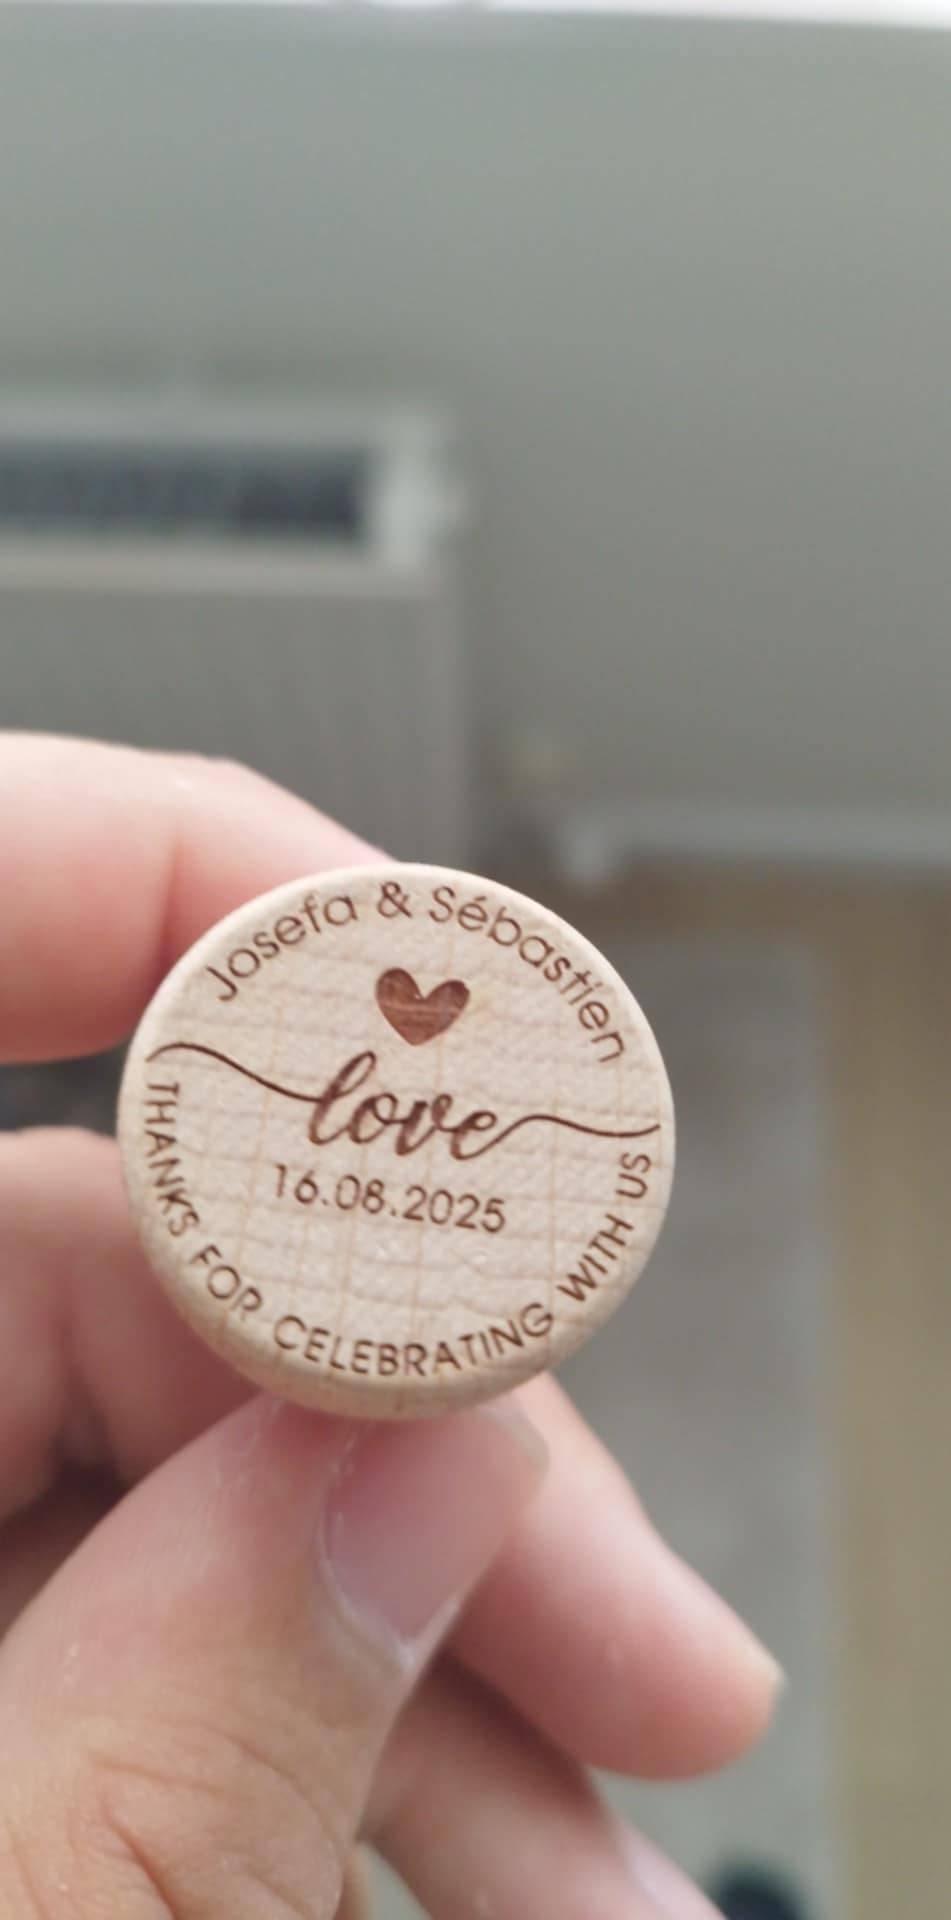 Josefa & Sébastien
love
16.08.2025
THANKS FOR CELEBRATING WITH US